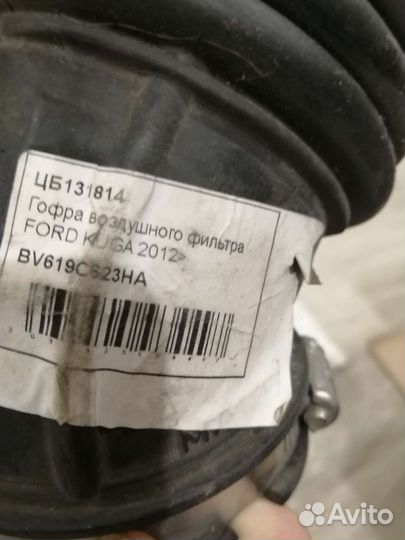 ЦБ131814
Гофра воздушного фильтра
FORD KUGA 2012>
BV619C623HA
Avito